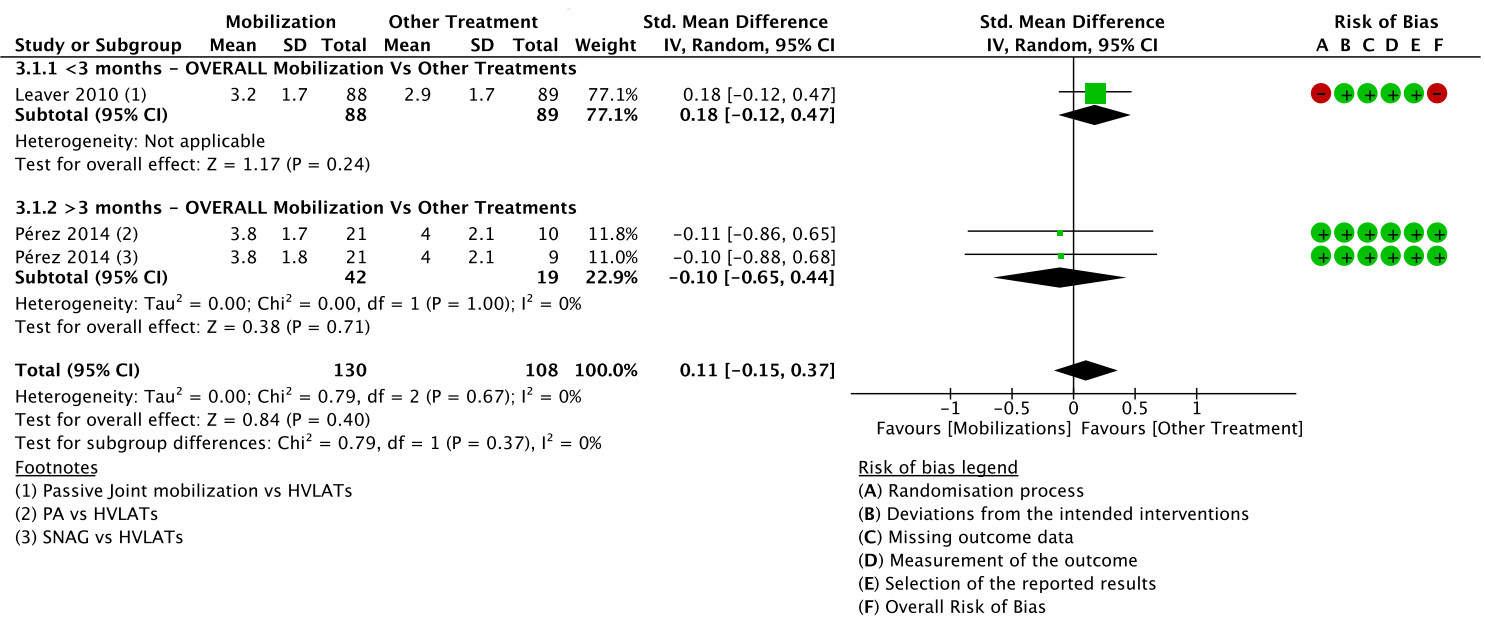 Mobilization Other Treatment Std. Mean Difference Std. Mean Difference Risk of Bias
Study or Subgroup Mean SD Total Mean SD Total Weight IV, Random, 95% CI IV, Random, 95% CI A B C D E F
3.1.1 <3 months – OVERALL Mobilization Vs Other Treatments
Leaver 2010 (1) 3.2 1.7 88 2.9 1.7 89 77.1% 0.18 [−0.12, 0.47] − + + + + −
Subtotal (95% CI) 88 89 77.1% 0.18 [−0.12, 0.47]
Heterogeneity: Not applicable
Test for overall effect: Z = 1.17 (P = 0.24)
3.1.2 >3 months – OVERALL Mobilization Vs Other Treatments
Pérez 2014 (2) 3.8 1.7 21 4 2.1 10 11.8% −0.11 [−0.86, 0.65] + + + + + +
Pérez 2014 (3) 3.8 1.8 21 4 2.1 9 11.0% −0.10 [−0.88, 0.68] + + + + + +
Subtotal (95% CI) 42 19 22.9% −0.10 [−0.65, 0.44]
Heterogeneity: Tau² = 0.00; Chi² = 0.00, df = 1 (P = 1.00); I² = 0%
Test for overall effect: Z = 0.38 (P = 0.71)
Total (95% CI) 130 108 100.0% 0.11 [−0.15, 0.37]
Heterogeneity: Tau² = 0.00; Chi² = 0.79, df = 2 (P = 0.67); I² = 0%
Test for overall effect: Z = 0.84 (P = 0.40)
Test for subgroup differences: Chi² = 0.79, df = 1 (P = 0.37), I² = 0%
−1 −0.5 0 0.5 1
Favours [Mobilizations] Favours [Other Treatment]
Footnotes
(1) Passive Joint mobilization vs HVLATs
(2) PA vs HVLATs
(3) SNAG vs HVLATs
Risk of bias legend
(A) Randomisation process
(B) Deviations from the intended interventions
(C) Missing outcome data
(D) Measurement of the outcome
(E) Selection of the reported results
(F) Overall Risk of Bias